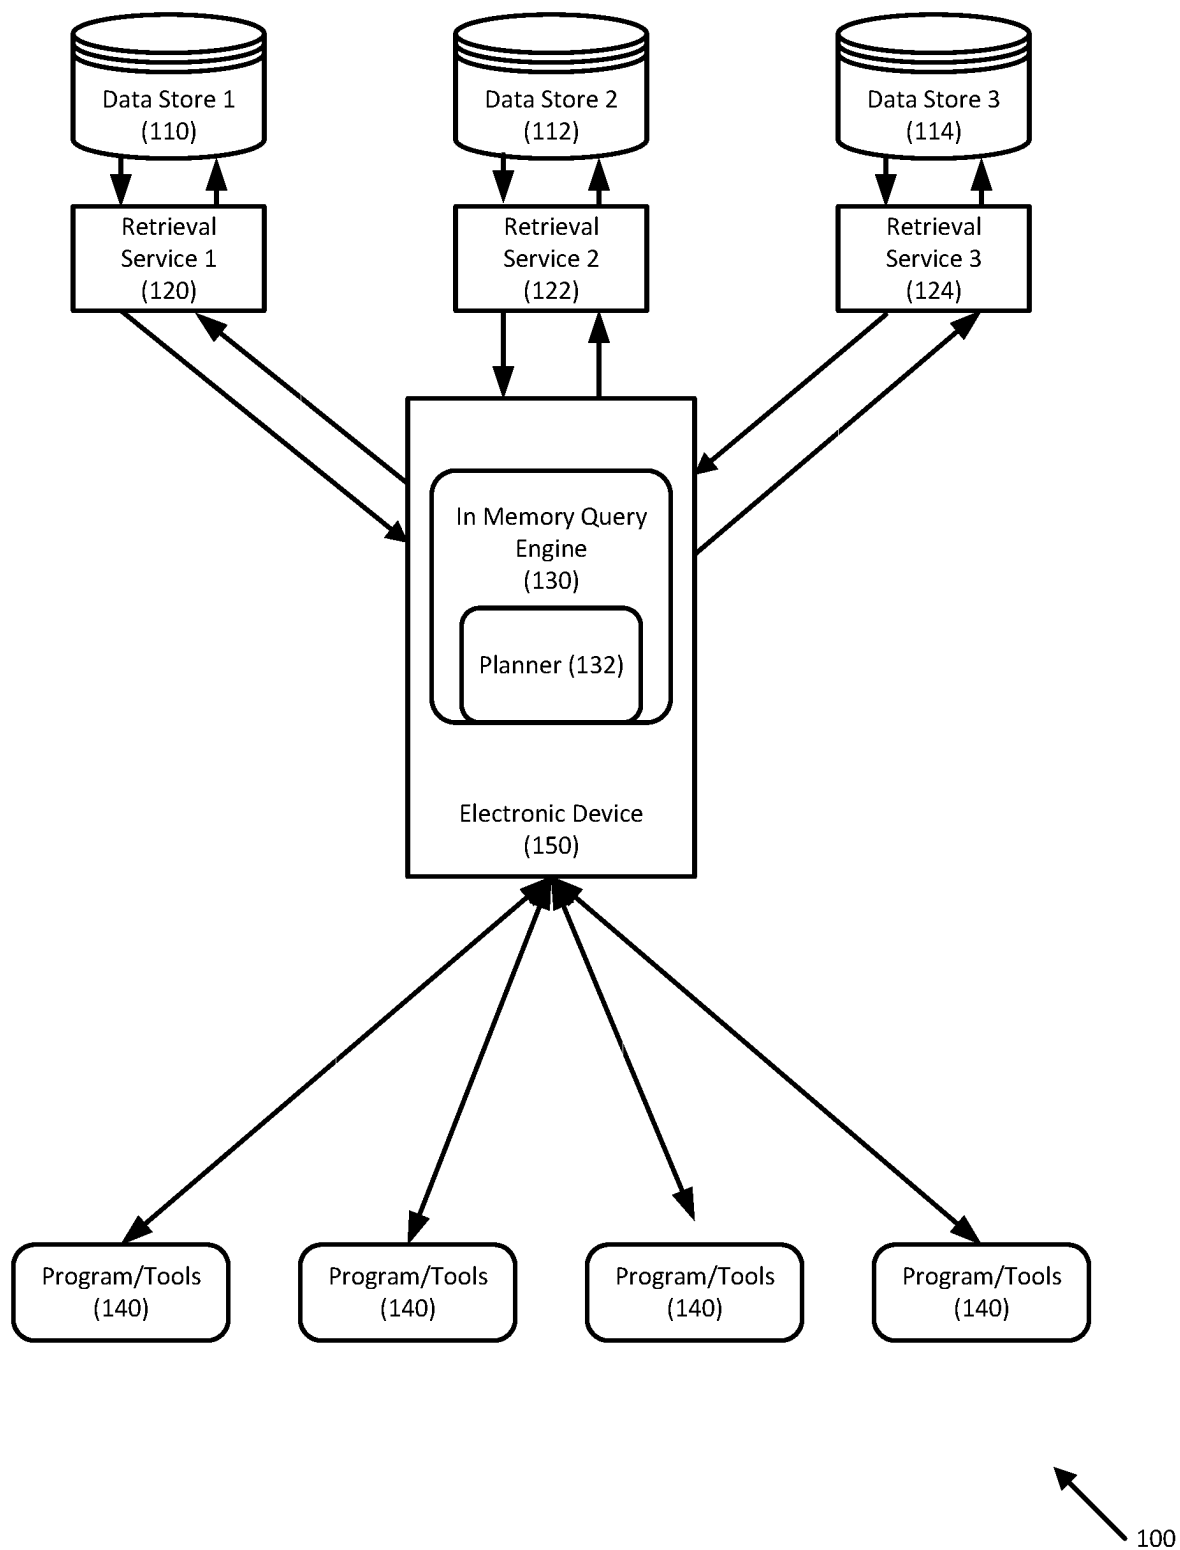 Data Store 1
(110)
Data Store 2
(112)
Data Store 3
(114)
Retrieval
Service 1
(120)
Retrieval
Service 2
(122)
Retrieval
Service 3
(124)
In Memory Query
Engine
(130)
Planner (132)
Electronic Device
(150)
Program/Tools
(140)
Program/Tools
(140)
Program/Tools
(140)
Program/Tools
(140)
100